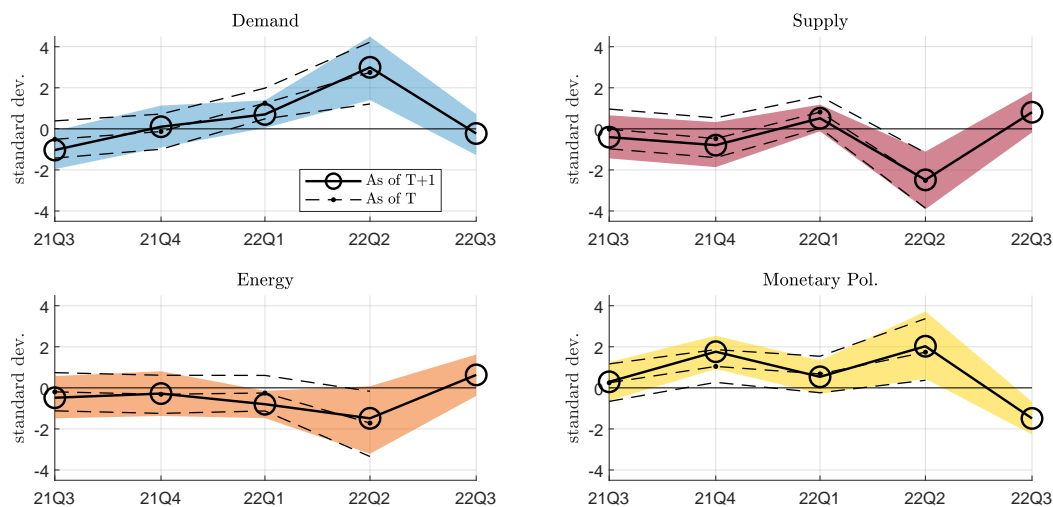 Demand
standard dev.
4
2
0
-2
-4
As of T+1
As of T
21Q3 21Q4 22Q1 22Q2 22Q3
Supply
standard dev.
4
2
0
-2
-4
21Q3 21Q4 22Q1 22Q2 22Q3
Energy
standard dev.
4
2
0
-2
-4
21Q3 21Q4 22Q1 22Q2 22Q3
Monetary Pol.
standard dev.
4
2
0
-2
-4
21Q3 21Q4 22Q1 22Q2 22Q3